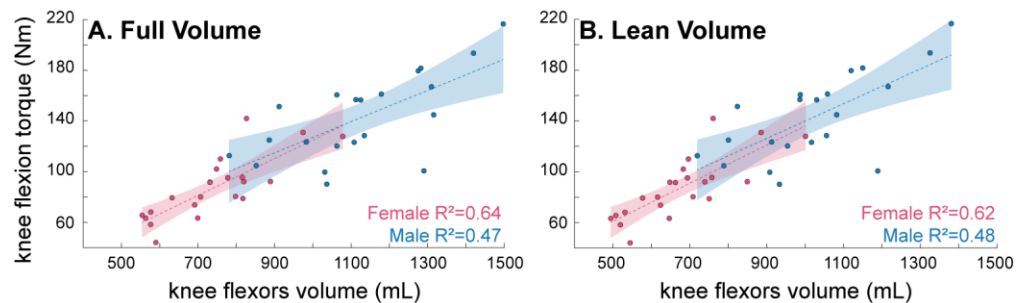 A. Full Volume
knee flexion torque (Nm)
220
180
140
100
60
Female R²=0.64
Male R²=0.47
500 700 900 1100 1300 1500
knee flexors volume (mL)
B. Lean Volume
220
180
140
100
60
Female R²=0.62
Male R²=0.48
500 700 900 1100 1300 1500
knee flexors volume (mL)